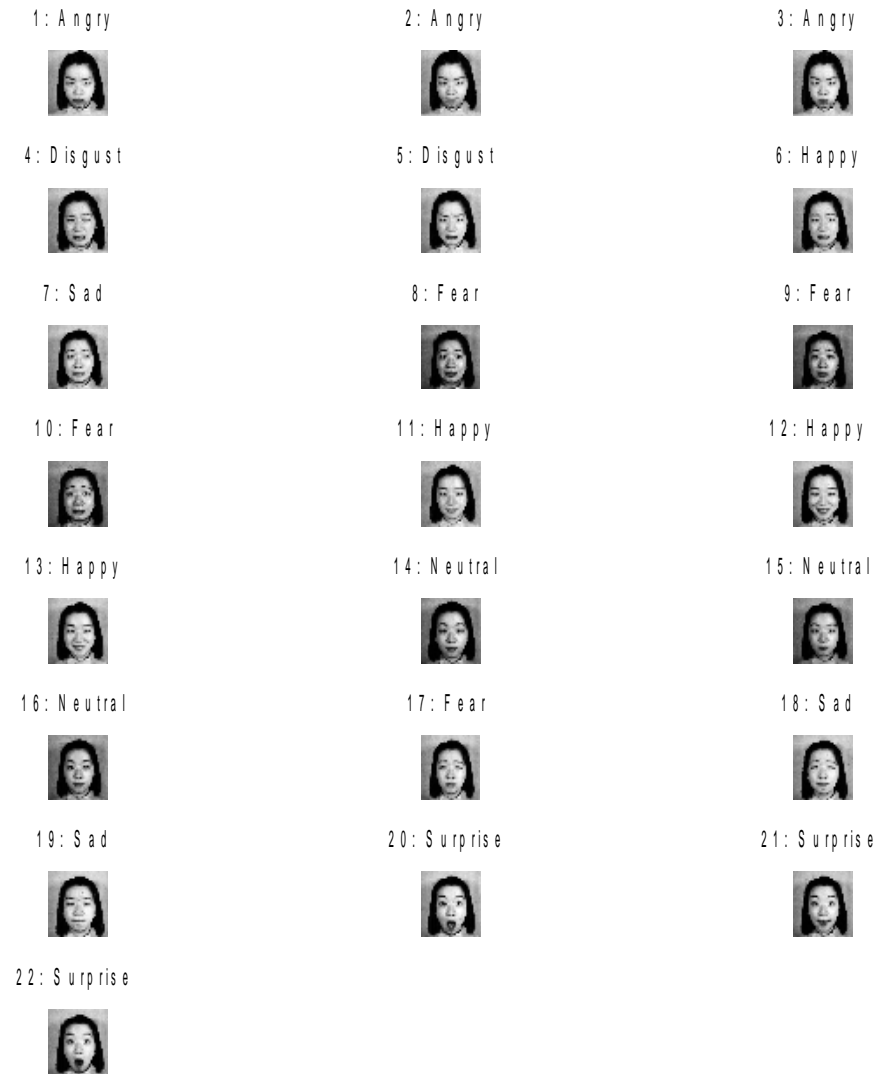 1: Angry 2: Angry 3: Angry
4: Disgust 5: Disgust 6: Happy
7: Sad 8: Fear 9: Fear
10: Fear 11: Happy 12: Happy
13: Happy 14: Neutral 15: Neutral
16: Neutral 17: Fear 18: Sad
19: Sad 20: Surprise 21: Surprise
22: Surprise